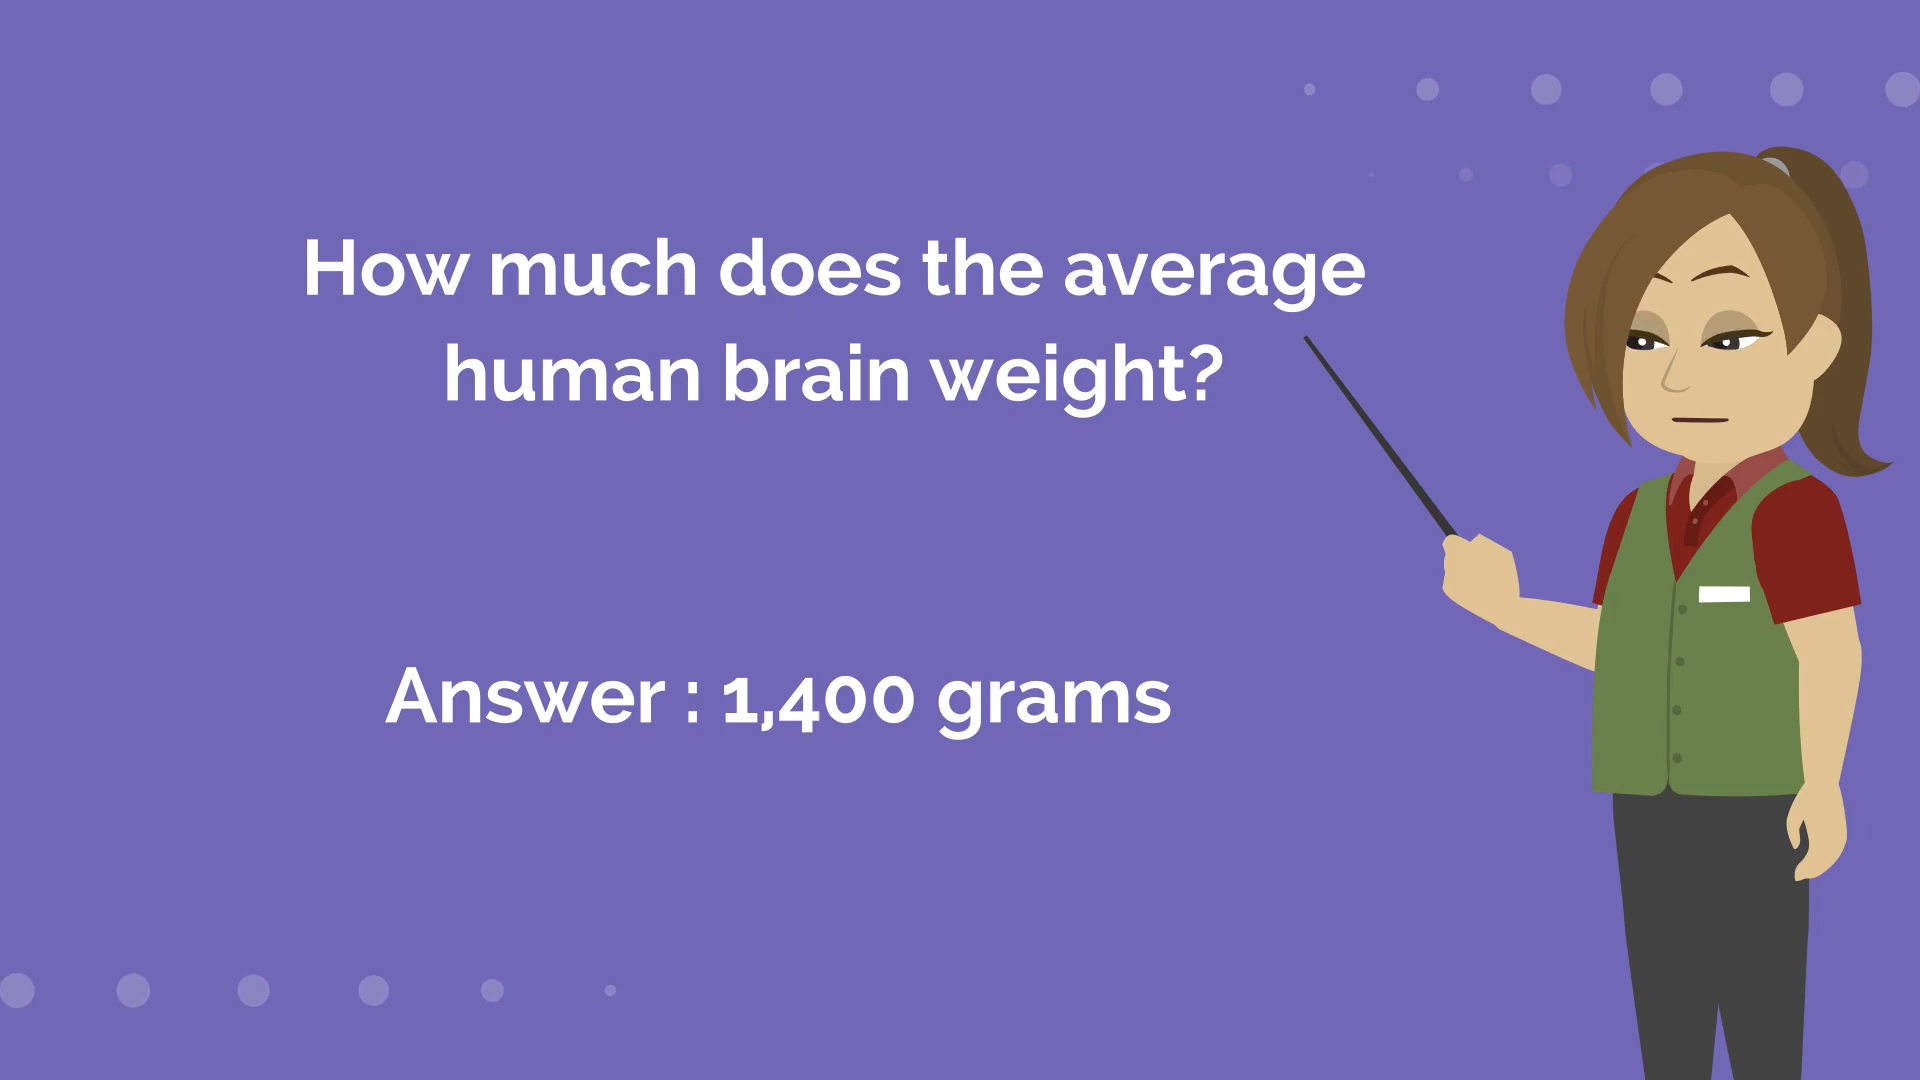 How much does the average
human brain weight?
Answer : 1,400 grams